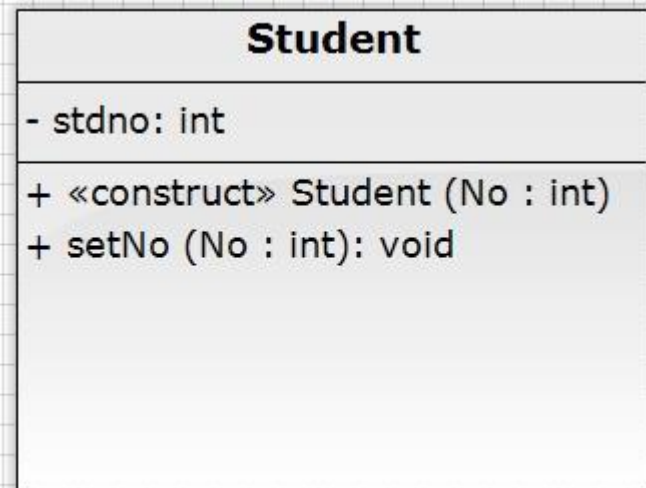 Student
- stdno: int
+ «construct» Student (No : int)
+ setNo (No : int): void